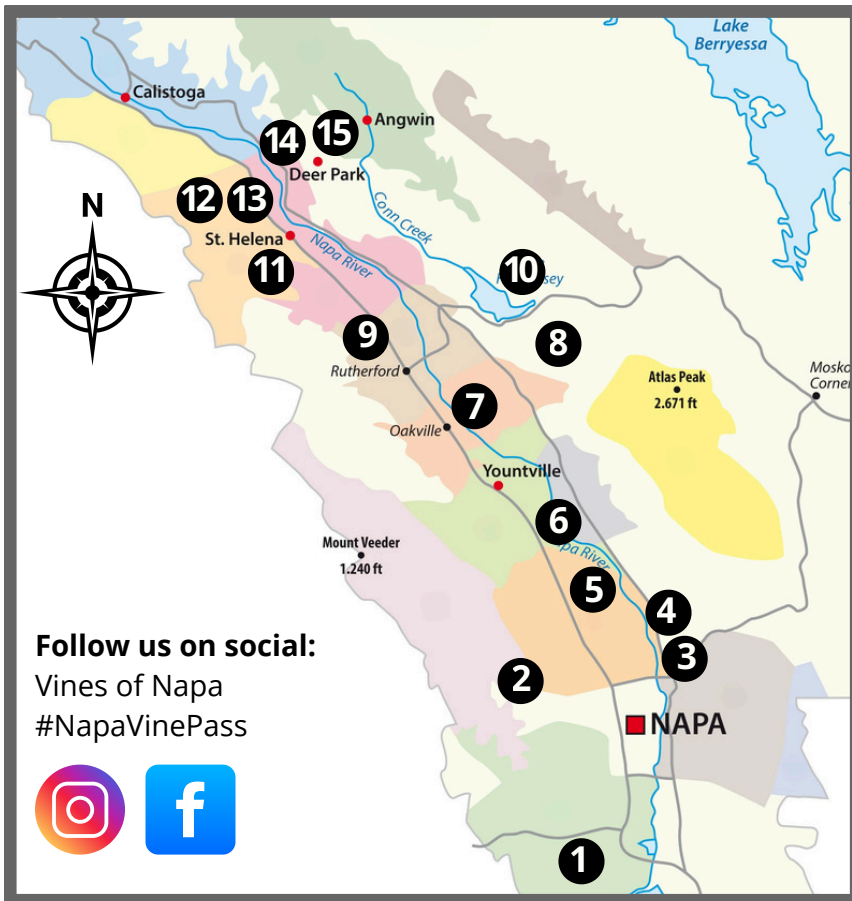 Lake
Berryessa
Calistoga
Angwin
14
15
Deer Park
Conn Creek
12
13
N
St. Helena
Napa River
11
10
9
8
Rutherford
Atlas Peak
2.671 ft
7
Oakville
Yountville
6
Mount Veeder
1.240 ft
5
4
3
2
NAPA
Follow us on social:
Vines of Napa
#NapaVinePass
1